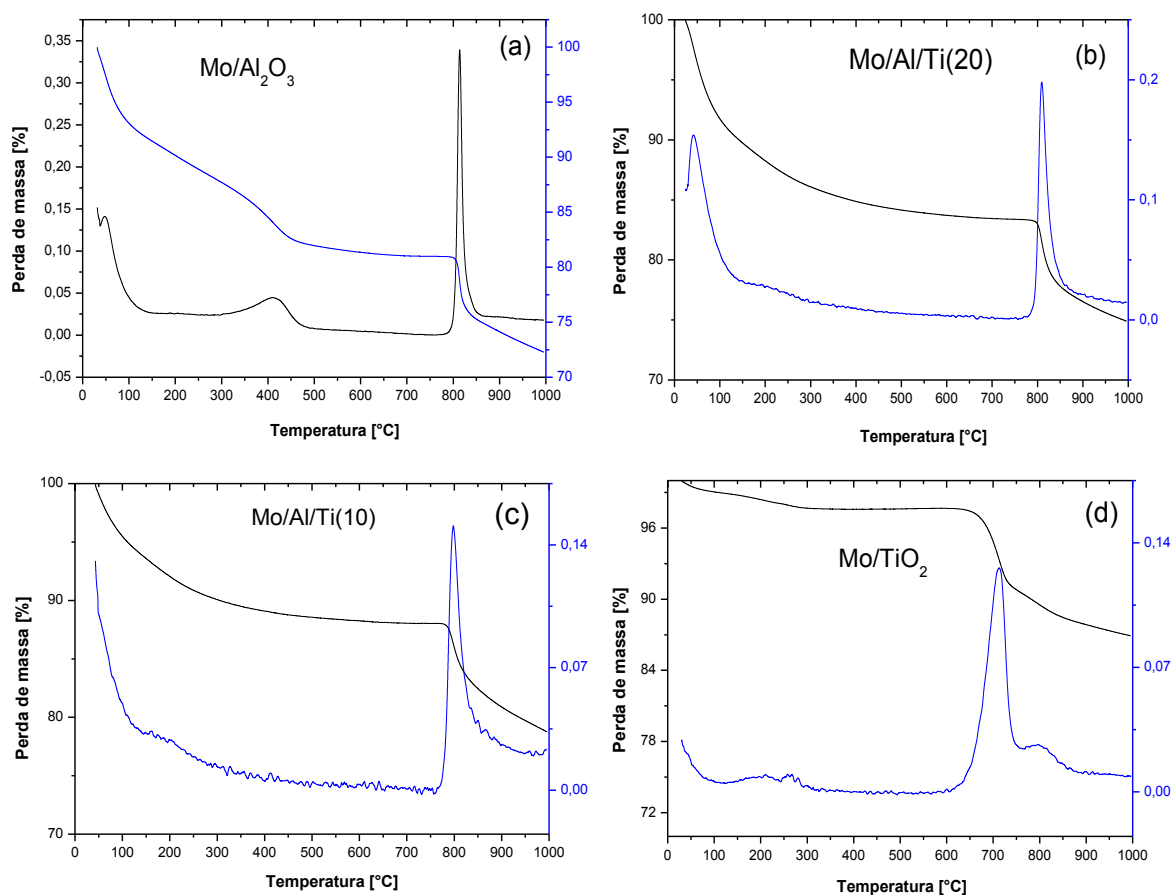 (a)
Mo/Al2O3
Perda de massa [%]
0,35
0,30
0,25
0,20
0,15
0,10
0,05
0,00
-0,05
100
95
90
85
80
75
70
0 100 200 300 400 500 600 700 800 900 1000
Temperatura [°C]
(b)
Mo/Al/Ti(20)
Perda de massa [%]
100
90
80
70
0,2
0,1
0,0
0 100 200 300 400 500 600 700 800 900 1000
Temperatura [°C]
(c)
Mo/Al/Ti(10)
Perda de massa [%]
100
90
80
70
0,14
0,07
0,00
0 100 200 300 400 500 600 700 800 900 1000
Temperatura [°C]
(d)
Mo/TiO2
Perda de massa [%]
96
90
84
78
72
0,14
0,07
0,00
0 100 200 300 400 500 600 700 800 900 1000
Temperatura [°C]